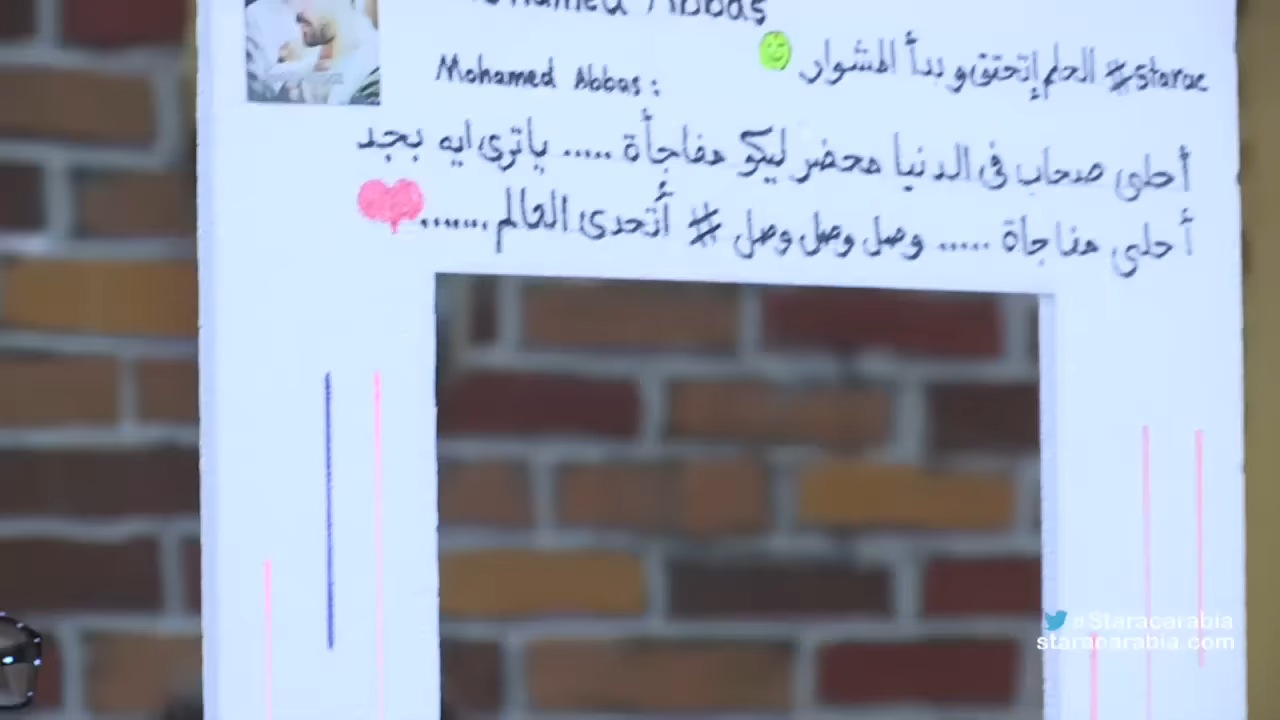 Mohamed Abbas
#Starac الحلم إتحقق و بدأ المشوار
Mohamed Abbas:
أحلى صحاب فى الدنيا محضر ليكو مفاجأة ..... ياترى ايه بجد
أحلى مفاجأة ..... وصل وصل وصل # أتحدى العالم .......
#Staracarabia
staracarabia.com